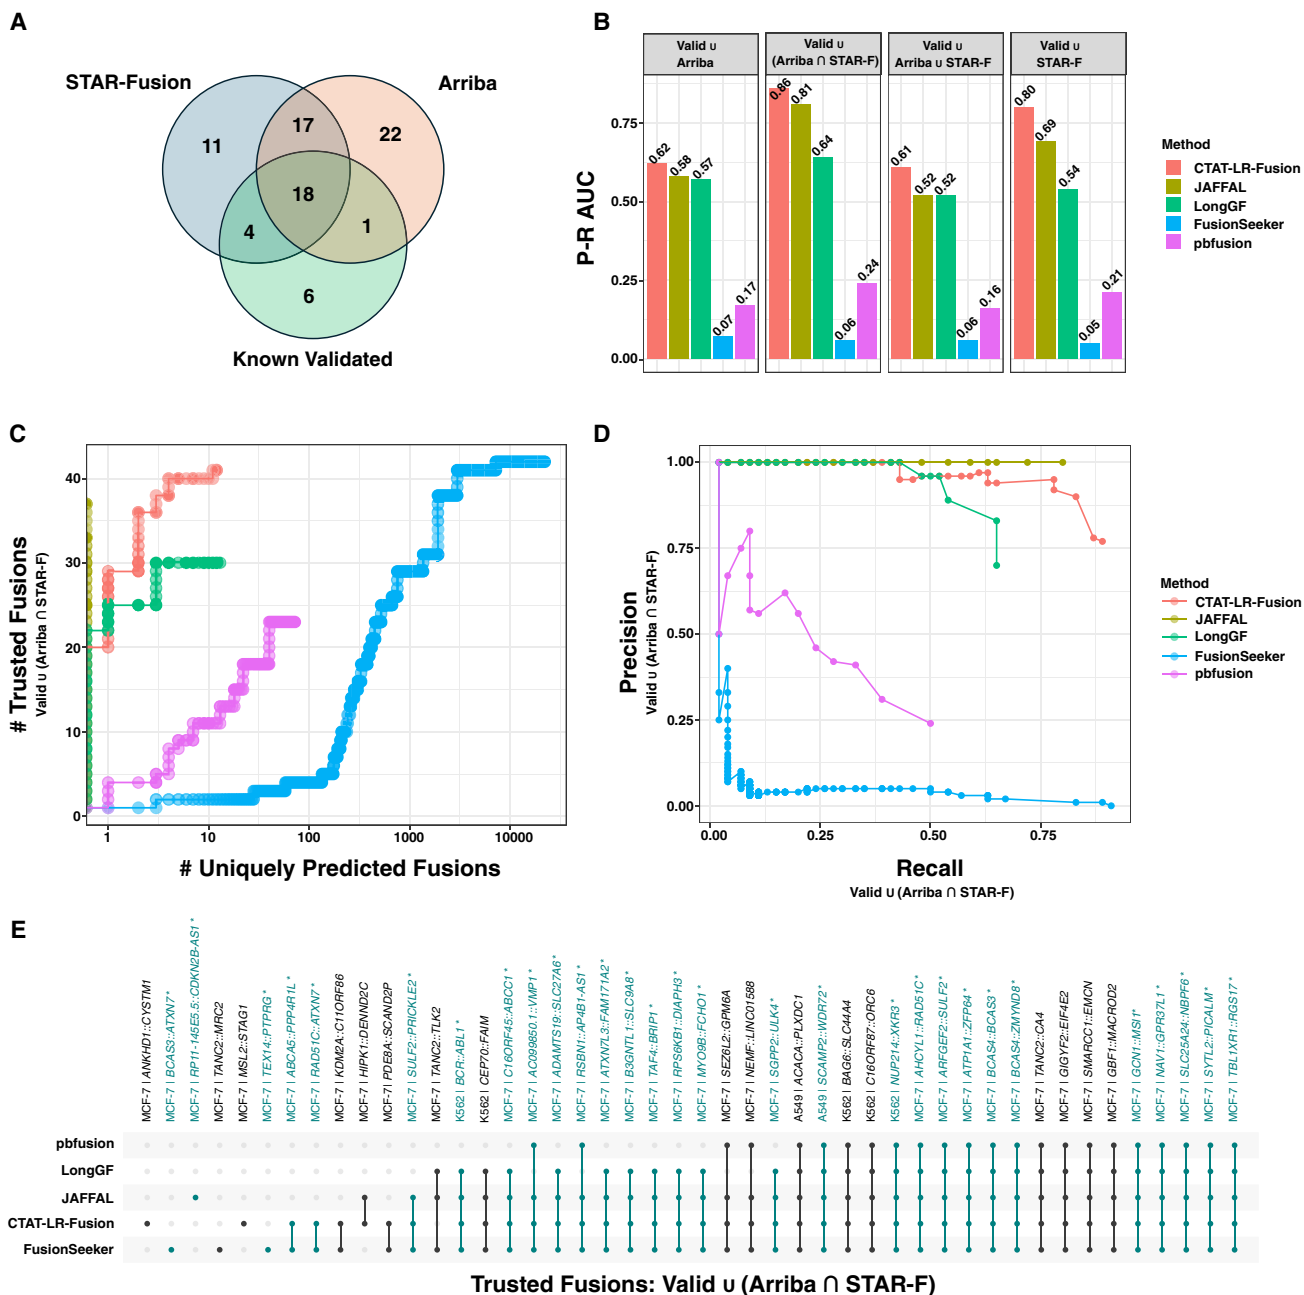 A
STAR-Fusion
Arriba
11
17
22
18
4
1
6
Known Validated
B
Valid ∪
Arriba
Valid ∪
(Arriba ∩ STAR-F)
Valid ∪
Arriba ∪ STAR-F
Valid ∪
STAR-F
P-R AUC
0.75
0.50
0.25
0.00
0.62
0.58
0.57
0.07
0.17
0.86
0.81
0.64
0.06
0.24
0.61
0.52
0.52
0.06
0.16
0.80
0.69
0.54
0.05
0.21
Method
CTAT-LR-Fusion
JAFFAL
LongGF
FusionSeeker
pbfusion
C
# Trusted Fusions
Valid ∪ (Arriba ∩ STAR-F)
40
30
20
10
0
1
10
100
1000
10000
# Uniquely Predicted Fusions
D
Precision
Valid ∪ (Arriba ∩ STAR-F)
1.00
0.75
0.50
0.25
0.00
0.00
0.25
0.50
0.75
Recall
Valid ∪ (Arriba ∩ STAR-F)
Method
CTAT-LR-Fusion
JAFFAL
LongGF
FusionSeeker
pbfusion
E
MCF-7 | ANKHD1::CYSTM1
MCF-7 | BCAS3::ATXN7*
MCF-7 | RP11-145E5.5::CDKN2B-AS1*
MCF-7 | TANC2::MRC2
MCF-7 | MSL2::STAG1
MCF-7 | TEX14::PTPRG*
MCF-7 | ABCA5::PPP4R1L*
MCF-7 | RAD51C::ATXN7*
MCF-7 | KDM2A::C11ORF86
MCF-7 | HIPK1::DENND2C
MCF-7 | PDE8A::SCAND2P
MCF-7 | SULF2::PRICKLE2*
MCF-7 | TANC2::TLK2
K562 | BCR::ABL1*
K562 | CEP70::FAIM
MCF-7 | C16ORF45::ABCC1*
MCF-7 | AC099850.1::VMP1*
MCF-7 | ADAMTS19::SLC27A6*
MCF-7 | RSBN1::AP4B1-AS1*
MCF-7 | ATXN7L3::FAM171A2*
MCF-7 | B3GNTL1::SLC9A8*
MCF-7 | TAF4::BRIP1*
MCF-7 | RPS6KB1::DIAPH3*
MCF-7 | MYO9B::FCHO1*
MCF-7 | SEZ6L2::GPM6A
MCF-7 | NEMF::LINC01588
MCF-7 | SGPP2::ULK4*
A549 | ACACA::PLXDC1
A549 | SCAMP2::WDR72*
K562 | BAG6::SLC44A4
K562 | C16ORF87::ORC6
K562 | NUP214::XKR3*
MCF-7 | AHCYL1::RAD51C*
MCF-7 | ARFGEF2::SULF2*
MCF-7 | ATP1A1::ZFP64*
MCF-7 | BCAS4::BCAS3*
MCF-7 | BCAS4::ZMYND8*
MCF-7 | TANC2::CA4
MCF-7 | GIGYF2::EIF4E2
MCF-7 | SMARCC1::EMCN
MCF-7 | GBF1::MACROD2
MCF-7 | GCN1::MSI1*
MCF-7 | NAV1::GPR37L1*
MCF-7 | SLC25A24::NBPF6*
MCF-7 | SYTL2::PICALM*
MCF-7 | TBL1XR1::RGS17*
pbfusion
LongGF
JAFFAL
CTAT-LR-Fusion
FusionSeeker
Trusted Fusions: Valid ∪ (Arriba ∩ STAR-F)